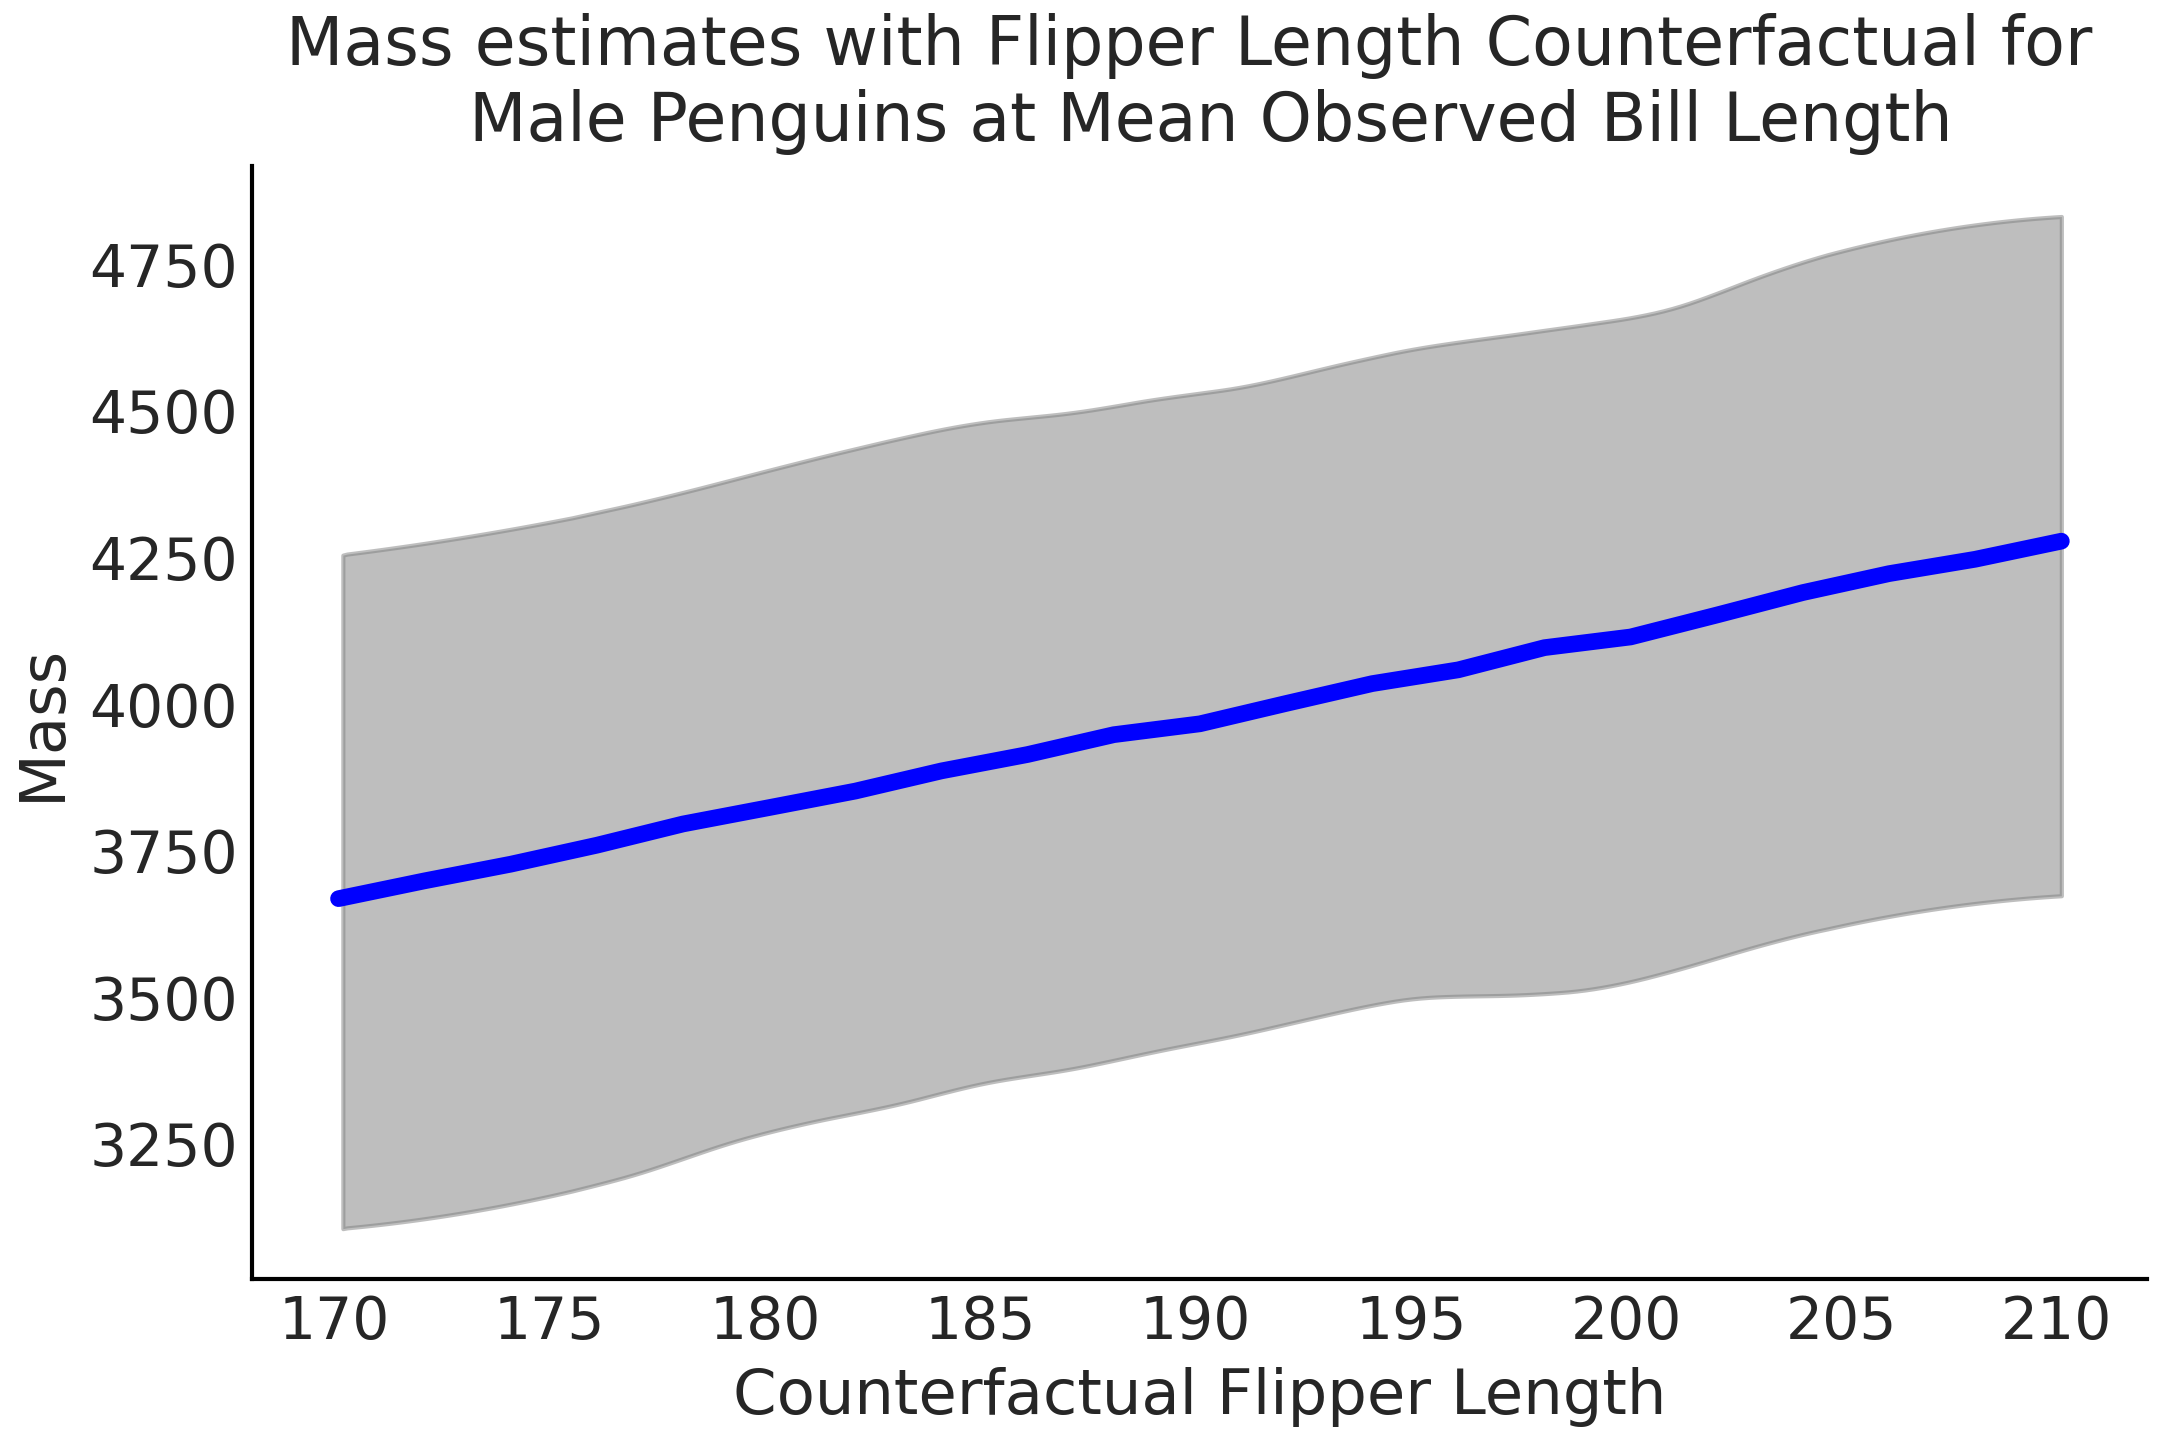 Mass estimates with Flipper Length Counterfactual for
Male Penguins at Mean Observed Bill Length
4750
4500
4250
4000
3750
3500
3250
Mass
170 175 180 185 190 195 200 205 210
Counterfactual Flipper Length